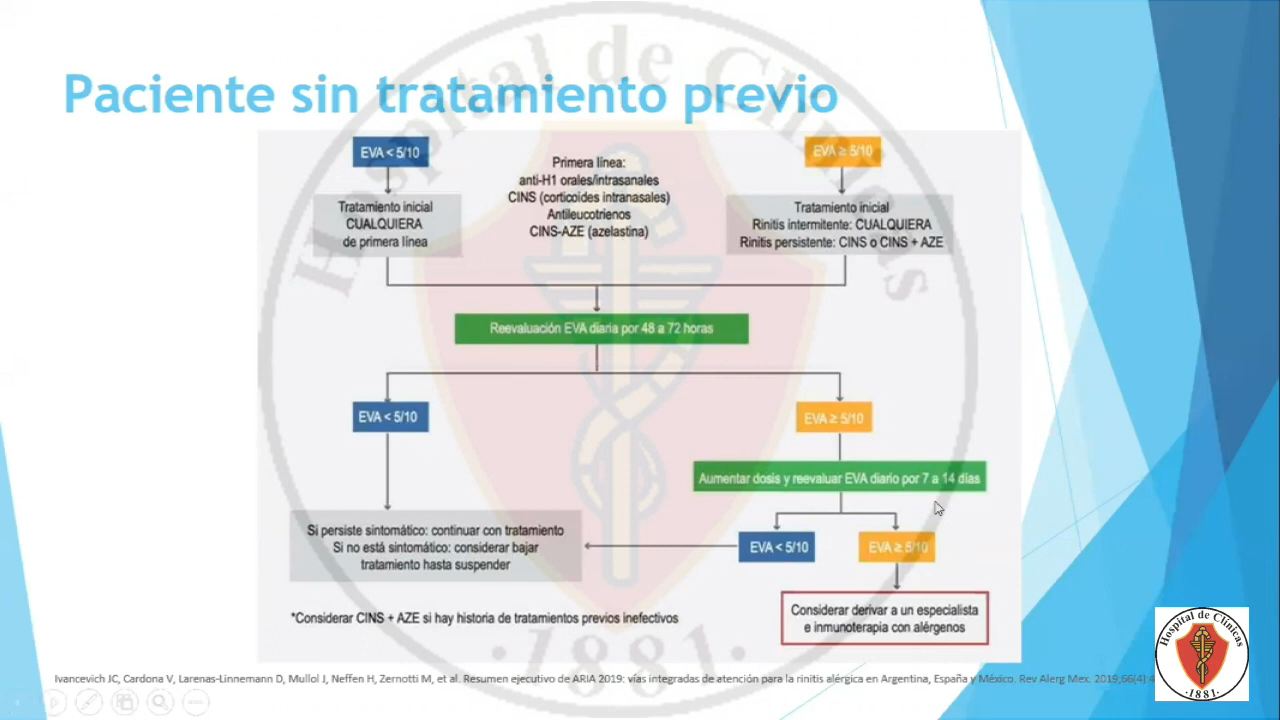 Paciente sin tratamiento previo
EVA < 5/10
EVA ≥ 5/10
Primera línea:
anti-H1 orales/intrasanales
CINS (corticoides intranasales)
Antileucotrienos
CINS-AZE (azelastina)
Tratamiento inicial
CUALQUIERA
de primera línea
Tratamiento inicial
Rinitis intermitente: CUALQUIERA
Rinitis persistente: CINS o CINS + AZE
Reevaluación EVA diaria por 48 a 72 horas
EVA < 5/10
EVA ≥ 5/10
Aumentar dosis y reevaluar EVA diario por 7 a 14 días
Si persiste sintomático: continuar con tratamiento
Si no está sintomático: considerar bajar
tratamiento hasta suspender
EVA < 5/10
EVA ≥ 5/10
Considerar derivar a un especialista
e inmunoterapia con alérgenos
*Considerar CINS + AZE si hay historia de tratamientos previos inefectivos
Ivancevich JC, Cardona V, Larenas-Linnemann D, Mullol J, Neffen H, Zernotti M, et al. Resumen ejecutivo de ARIA 2019: vías integradas de atención para la rinitis alérgica en Argentina, España y México. Rev Alerg Mex. 2019;66(4):4
Hospital de Clínicas
·1881·
Hospital de Clínicas
·1881·